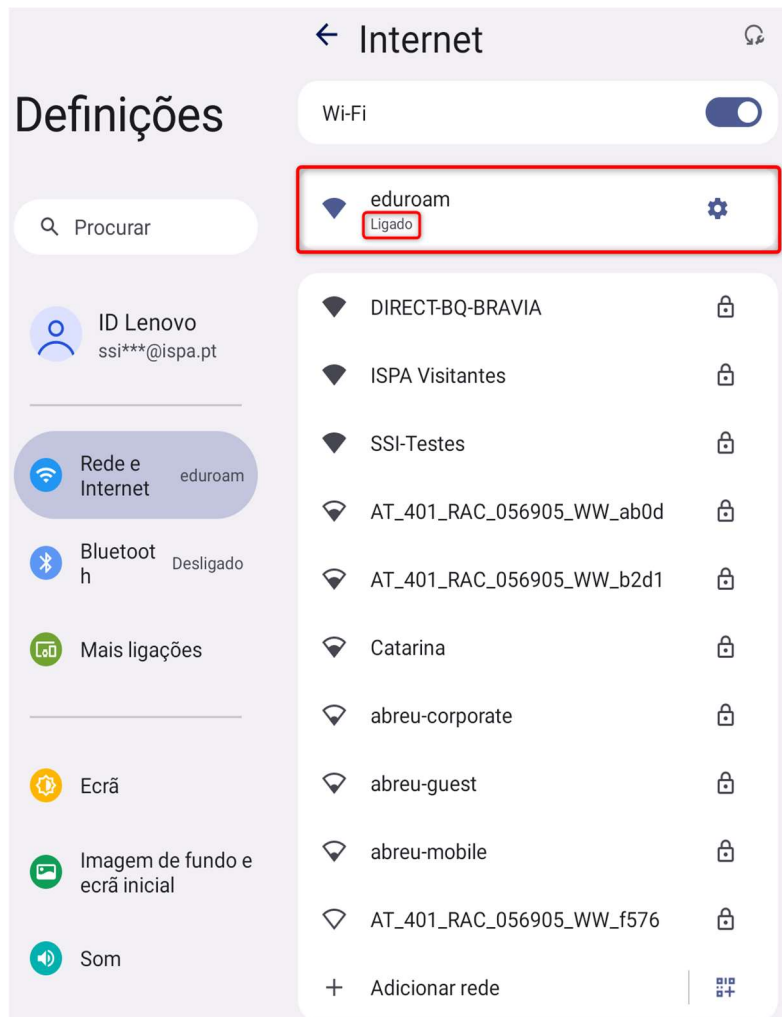 Definições
Procurar
ID Lenovo
ssi***@ispa.pt
Rede e
Internet
eduroam
Bluetoot
h
Desligado
Mais ligações
Ecrã
Imagem de fundo e
ecrã inicial
Som
Internet
Wi-Fi
eduroam
Ligado
DIRECT-BQ-BRAVIA
ISPA Visitantes
SSI-Testes
AT_401_RAC_056905_WW_ab0d
AT_401_RAC_056905_WW_b2d1
Catarina
abreu-corporate
abreu-guest
abreu-mobile
AT_401_RAC_056905_WW_f576
Adicionar rede